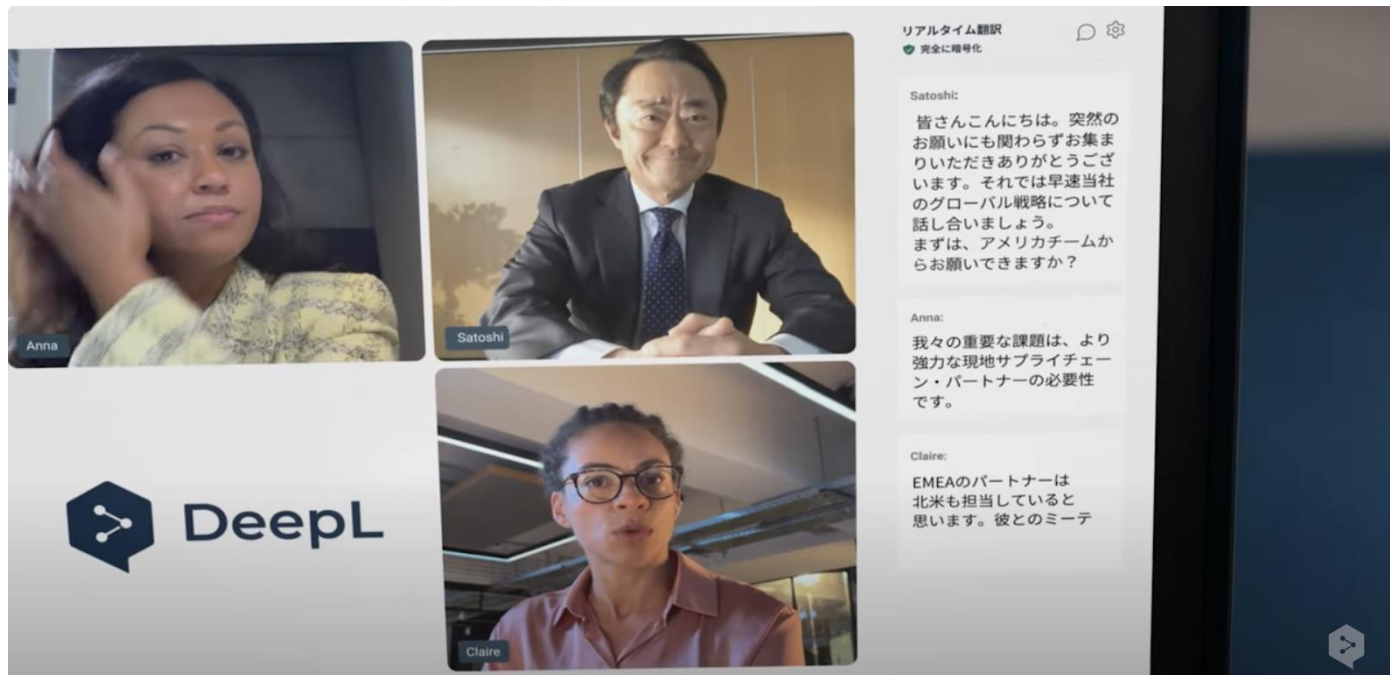 Anna
Satoshi
DeepL
Claire
リアルタイム翻訳
完全に暗号化
Satoshi:
皆さんこんにちは。突然の
お願いにも関わらずお集ま
りいただきありがとうござ
います。それでは早速当社
のグローバル戦略について
話し合いましょう。
まずは、アメリカチームか
らお願いできますか？
Anna:
我々の重要な課題は、より
強力な現地サプライチェー
ン・パートナーの必要性
です。
Claire:
EMEAのパートナーは
北米も担当していると
思います。彼とのミーテ